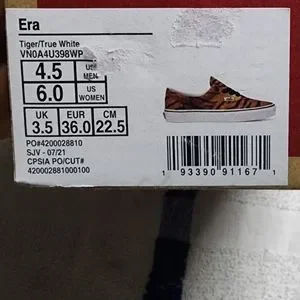 Era
Tiger/True White
VN0A4U398WP
4.5 US MEN
6.0 US WOMEN
UK EUR CM
3.5 36.0 22.5
PO#4200028810
SJV - 07/21
CPSIA PO/CUT#
420002881000100
1 93390 91167 1